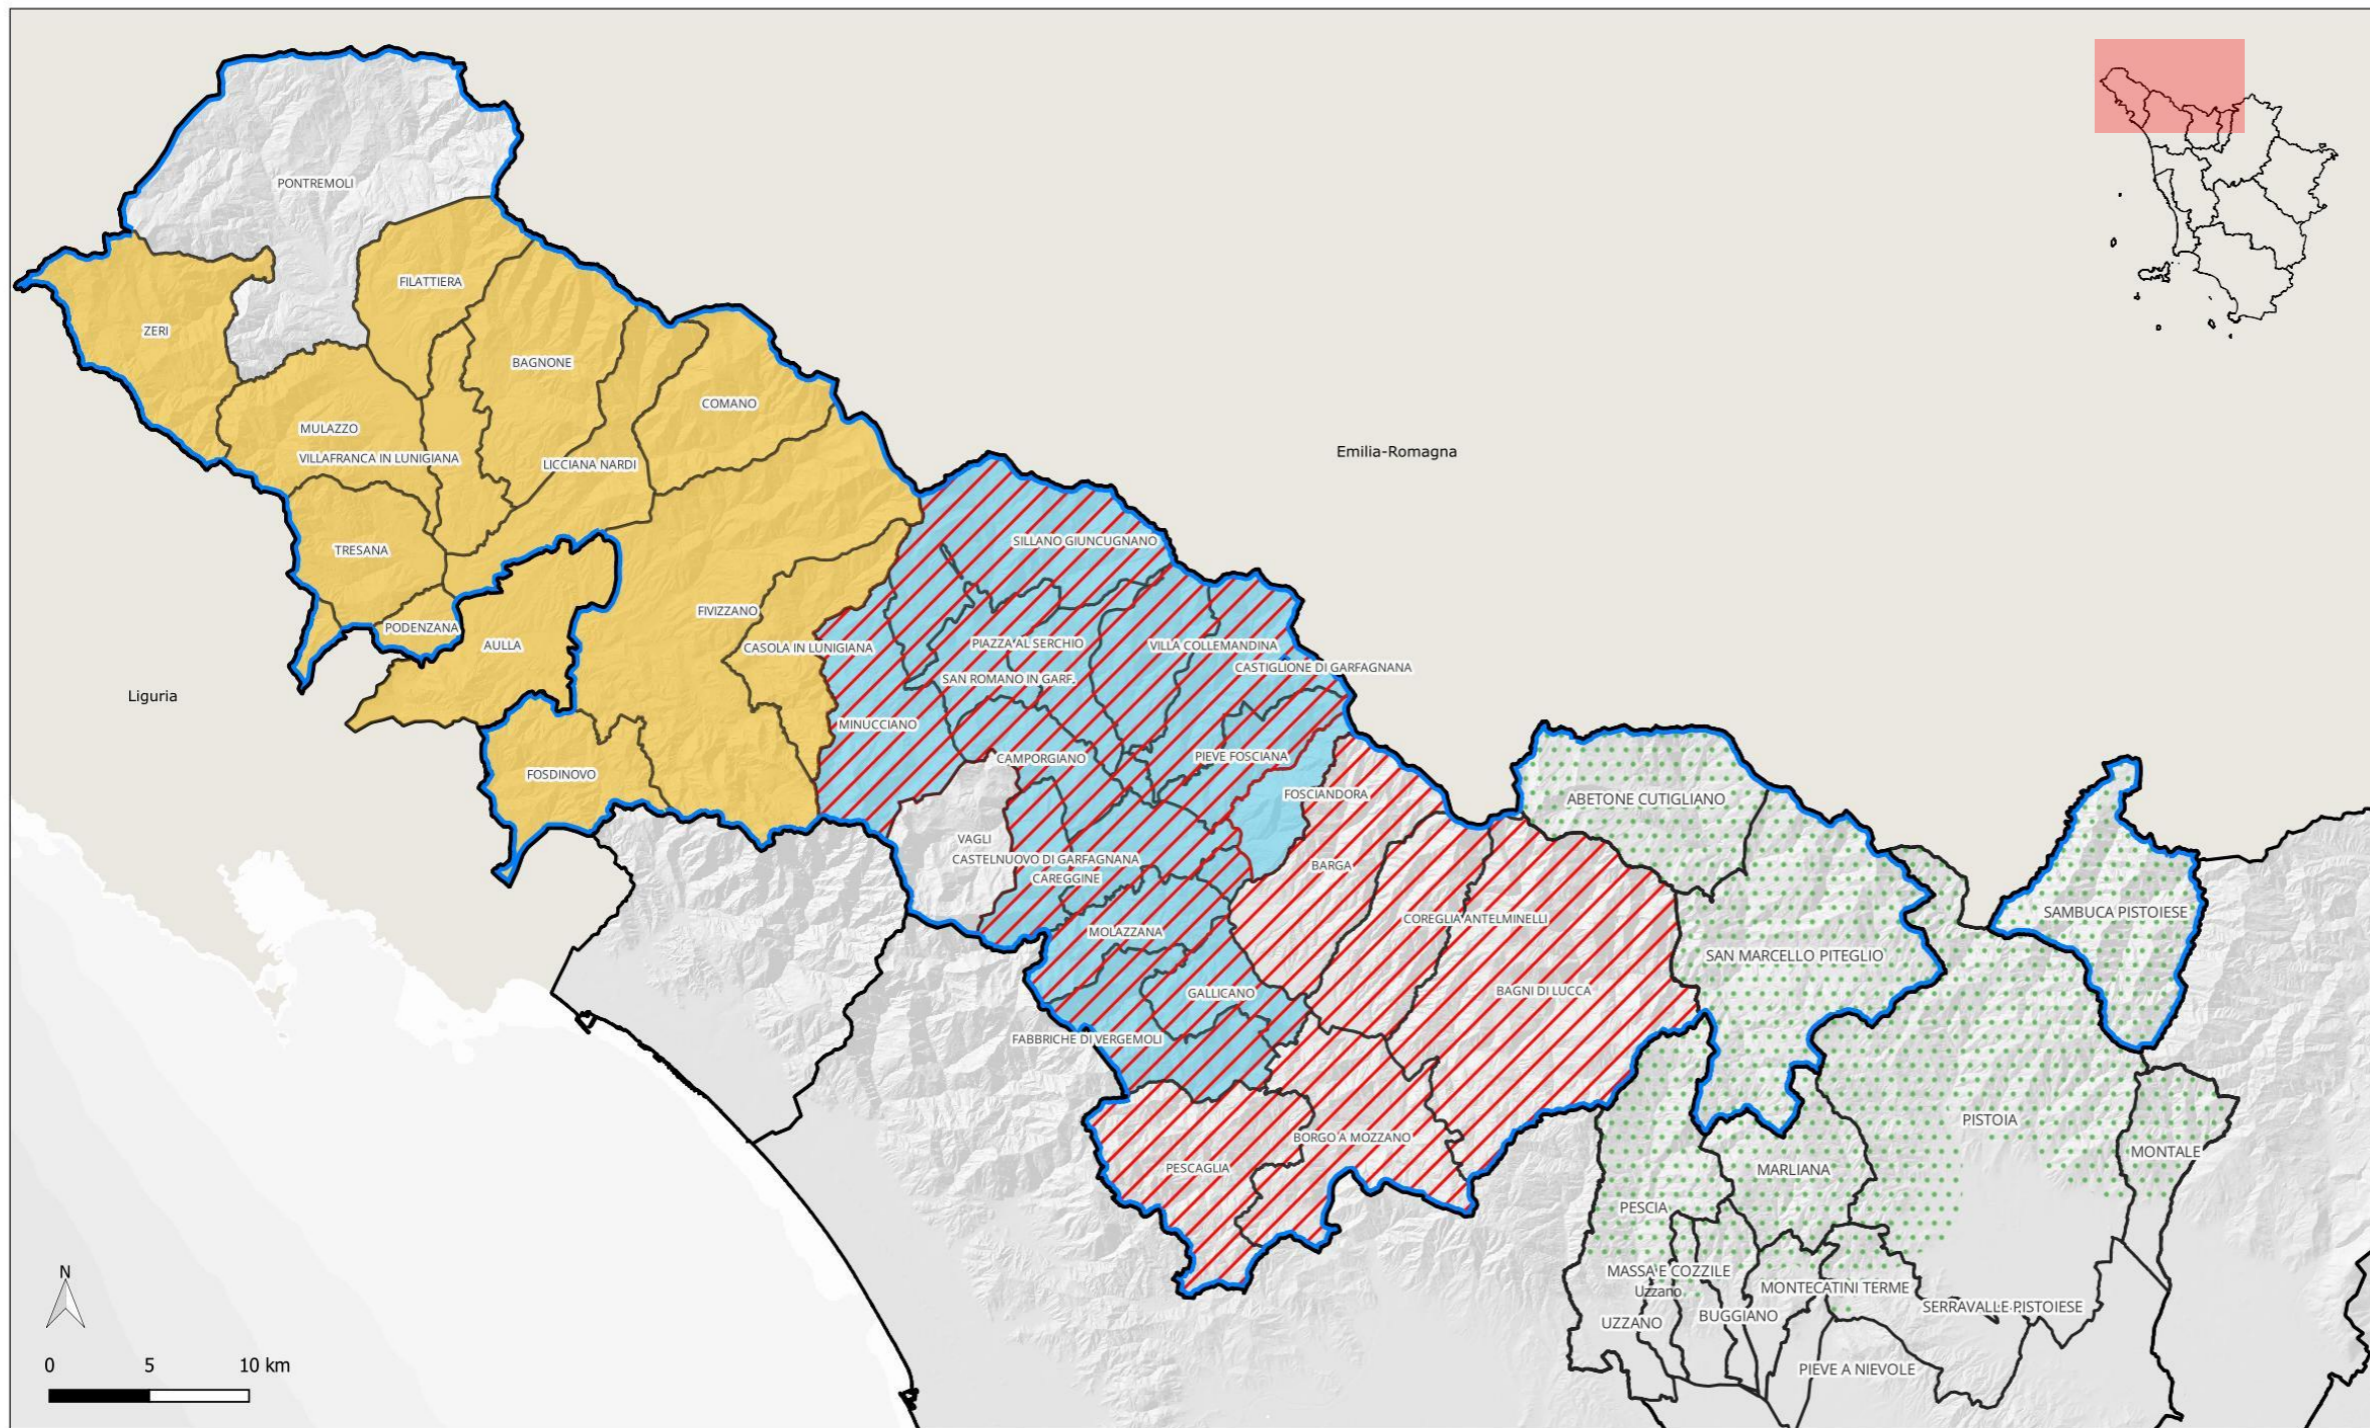 PONTREMOLI
FILATTIERA
ZERI
BAGNONE
COMANO
MULAZZO
VILLAFRANCA IN LUNIGIANA
LICCIANA NARDI
Emilia-Romagna
TRESANA
SILLANO GIUNCUGNANO
FIVIZZANO
PODENZANA
AULLA
CASOLA IN LUNIGIANA
PIAZZA AL SERCHIO
VILLA COLLEMANDINA
CASTIGLIONE DI GARFAGNANA
SAN ROMANO IN GARF.
Liguria
MINUCCIANO
CAMPORGIANO
PIEVE FOSCIANA
FOSDINOVO
FOSCIANDORA
ABETONE CUTIGLIANO
VAGLI
CASTELNUOVO DI GARFAGNANA
BARGA
CAREGGINE
COREGLIA ANTELMINELLI
SAMBUCA PISTOIESE
MOLAZZANA
SAN MARCELLO PITEGLIO
GALLICANO
BAGNI DI LUCCA
FABBRICHE DI VERGEMOLI
PISTOIA
BORGO A MOZZANO
MONTALE
PESCAGLIA
MARLIANA
PESCIA
MASSA E COZZILE
Uzzano
MONTECATINI TERME
SERRAVALLE PISTOIESE
UZZANO
BUGGIANO
PIEVE A NIEVOLE
N
0 5 10 km